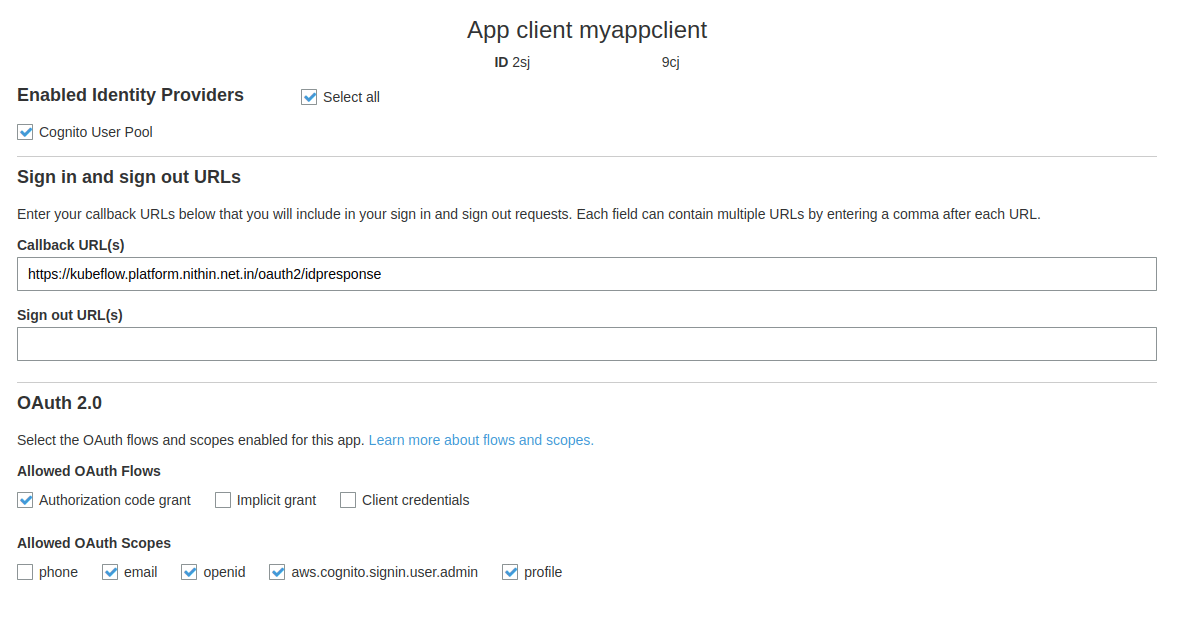 App client myappclient
ID 2sj 9cj
Enabled Identity Providers Select all
Cognito User Pool
Sign in and sign out URLs
Enter your callback URLs below that you will include in your sign in and sign out requests. Each field can contain multiple URLs by entering a comma after each URL.
Callback URL(s)
https://kubeflow.platform.nithin.net.in/oauth2/idpresponse
Sign out URL(s)
OAuth 2.0
Select the OAuth flows and scopes enabled for this app. Learn more about flows and scopes.
Allowed OAuth Flows
Authorization code grant Implicit grant Client credentials
Allowed OAuth Scopes
phone email openid aws.cognito.signin.user.admin profile